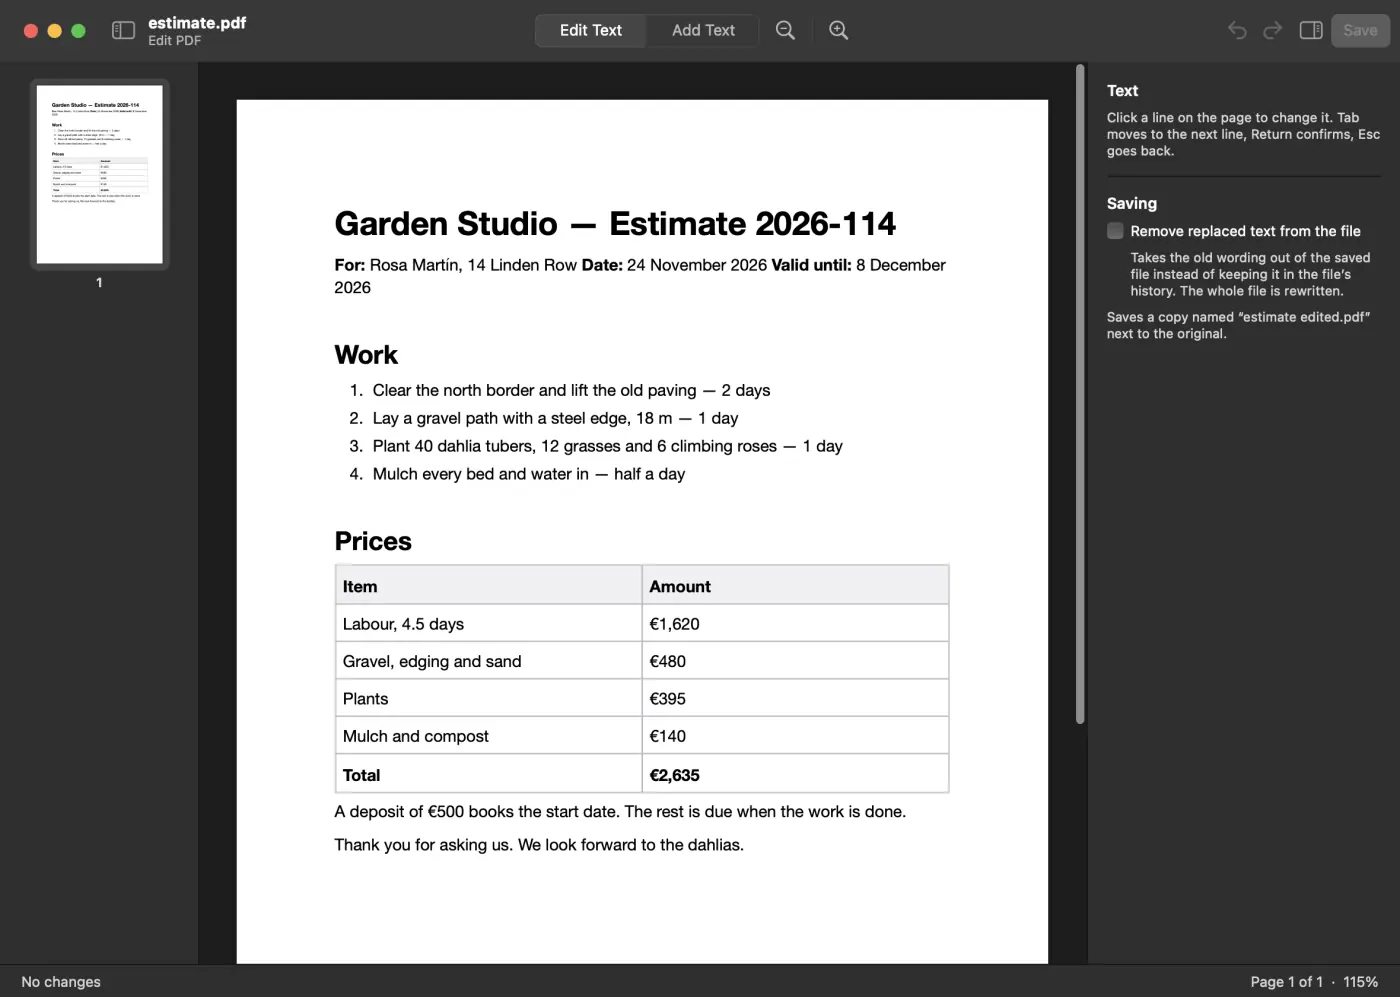 estimate.pdf
Edit PDF
Edit Text
Add Text
Save
1
Garden Studio — Estimate 2026-114
For: Rosa Martín, 14 Linden Row Date: 24 November 2026 Valid until: 8 December
2026
Work
1. Clear the north border and lift the old paving — 2 days
2. Lay a gravel path with a steel edge, 18 m — 1 day
3. Plant 40 dahlia tubers, 12 grasses and 6 climbing roses — 1 day
4. Mulch every bed and water in — half a day
Prices
Item Amount
Labour, 4.5 days €1,620
Gravel, edging and sand €480
Plants €395
Mulch and compost €140
Total €2,635
A deposit of €500 books the start date. The rest is due when the work is done.
Thank you for asking us. We look forward to the dahlias.
Text
Click a line on the page to change it. Tab
moves to the next line, Return confirms, Esc
goes back.
Saving
Remove replaced text from the file
Takes the old wording out of the saved
file instead of keeping it in the file’s
history. The whole file is rewritten.
Saves a copy named “estimate edited.pdf”
next to the original.
No changes
Page 1 of 1 · 115%